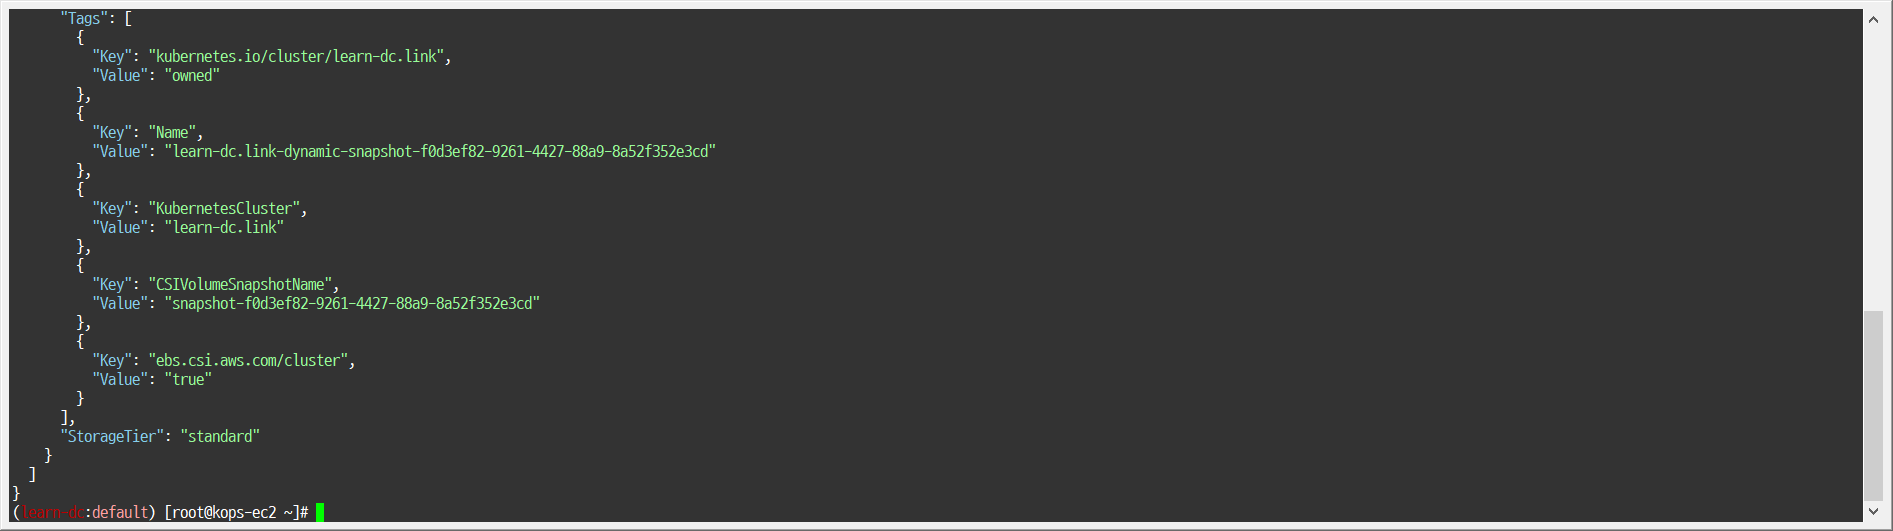 "Tags": [
{
"Key": "kubernetes.io/cluster/learn-dc.link",
"Value": "owned"
},
{
"Key": "Name",
"Value": "learn-dc.link-dynamic-snapshot-f0d3ef82-9261-4427-88a9-8a52f352e3cd"
},
{
"Key": "KubernetesCluster",
"Value": "learn-dc.link"
},
{
"Key": "CSIVolumeSnapshotName",
"Value": "snapshot-f0d3ef82-9261-4427-88a9-8a52f352e3cd"
},
{
"Key": "ebs.csi.aws.com/cluster",
"Value": "true"
}
],
"StorageTier": "standard"
}
]
}
(learn-dc:default) [root@kops-ec2 ~]#